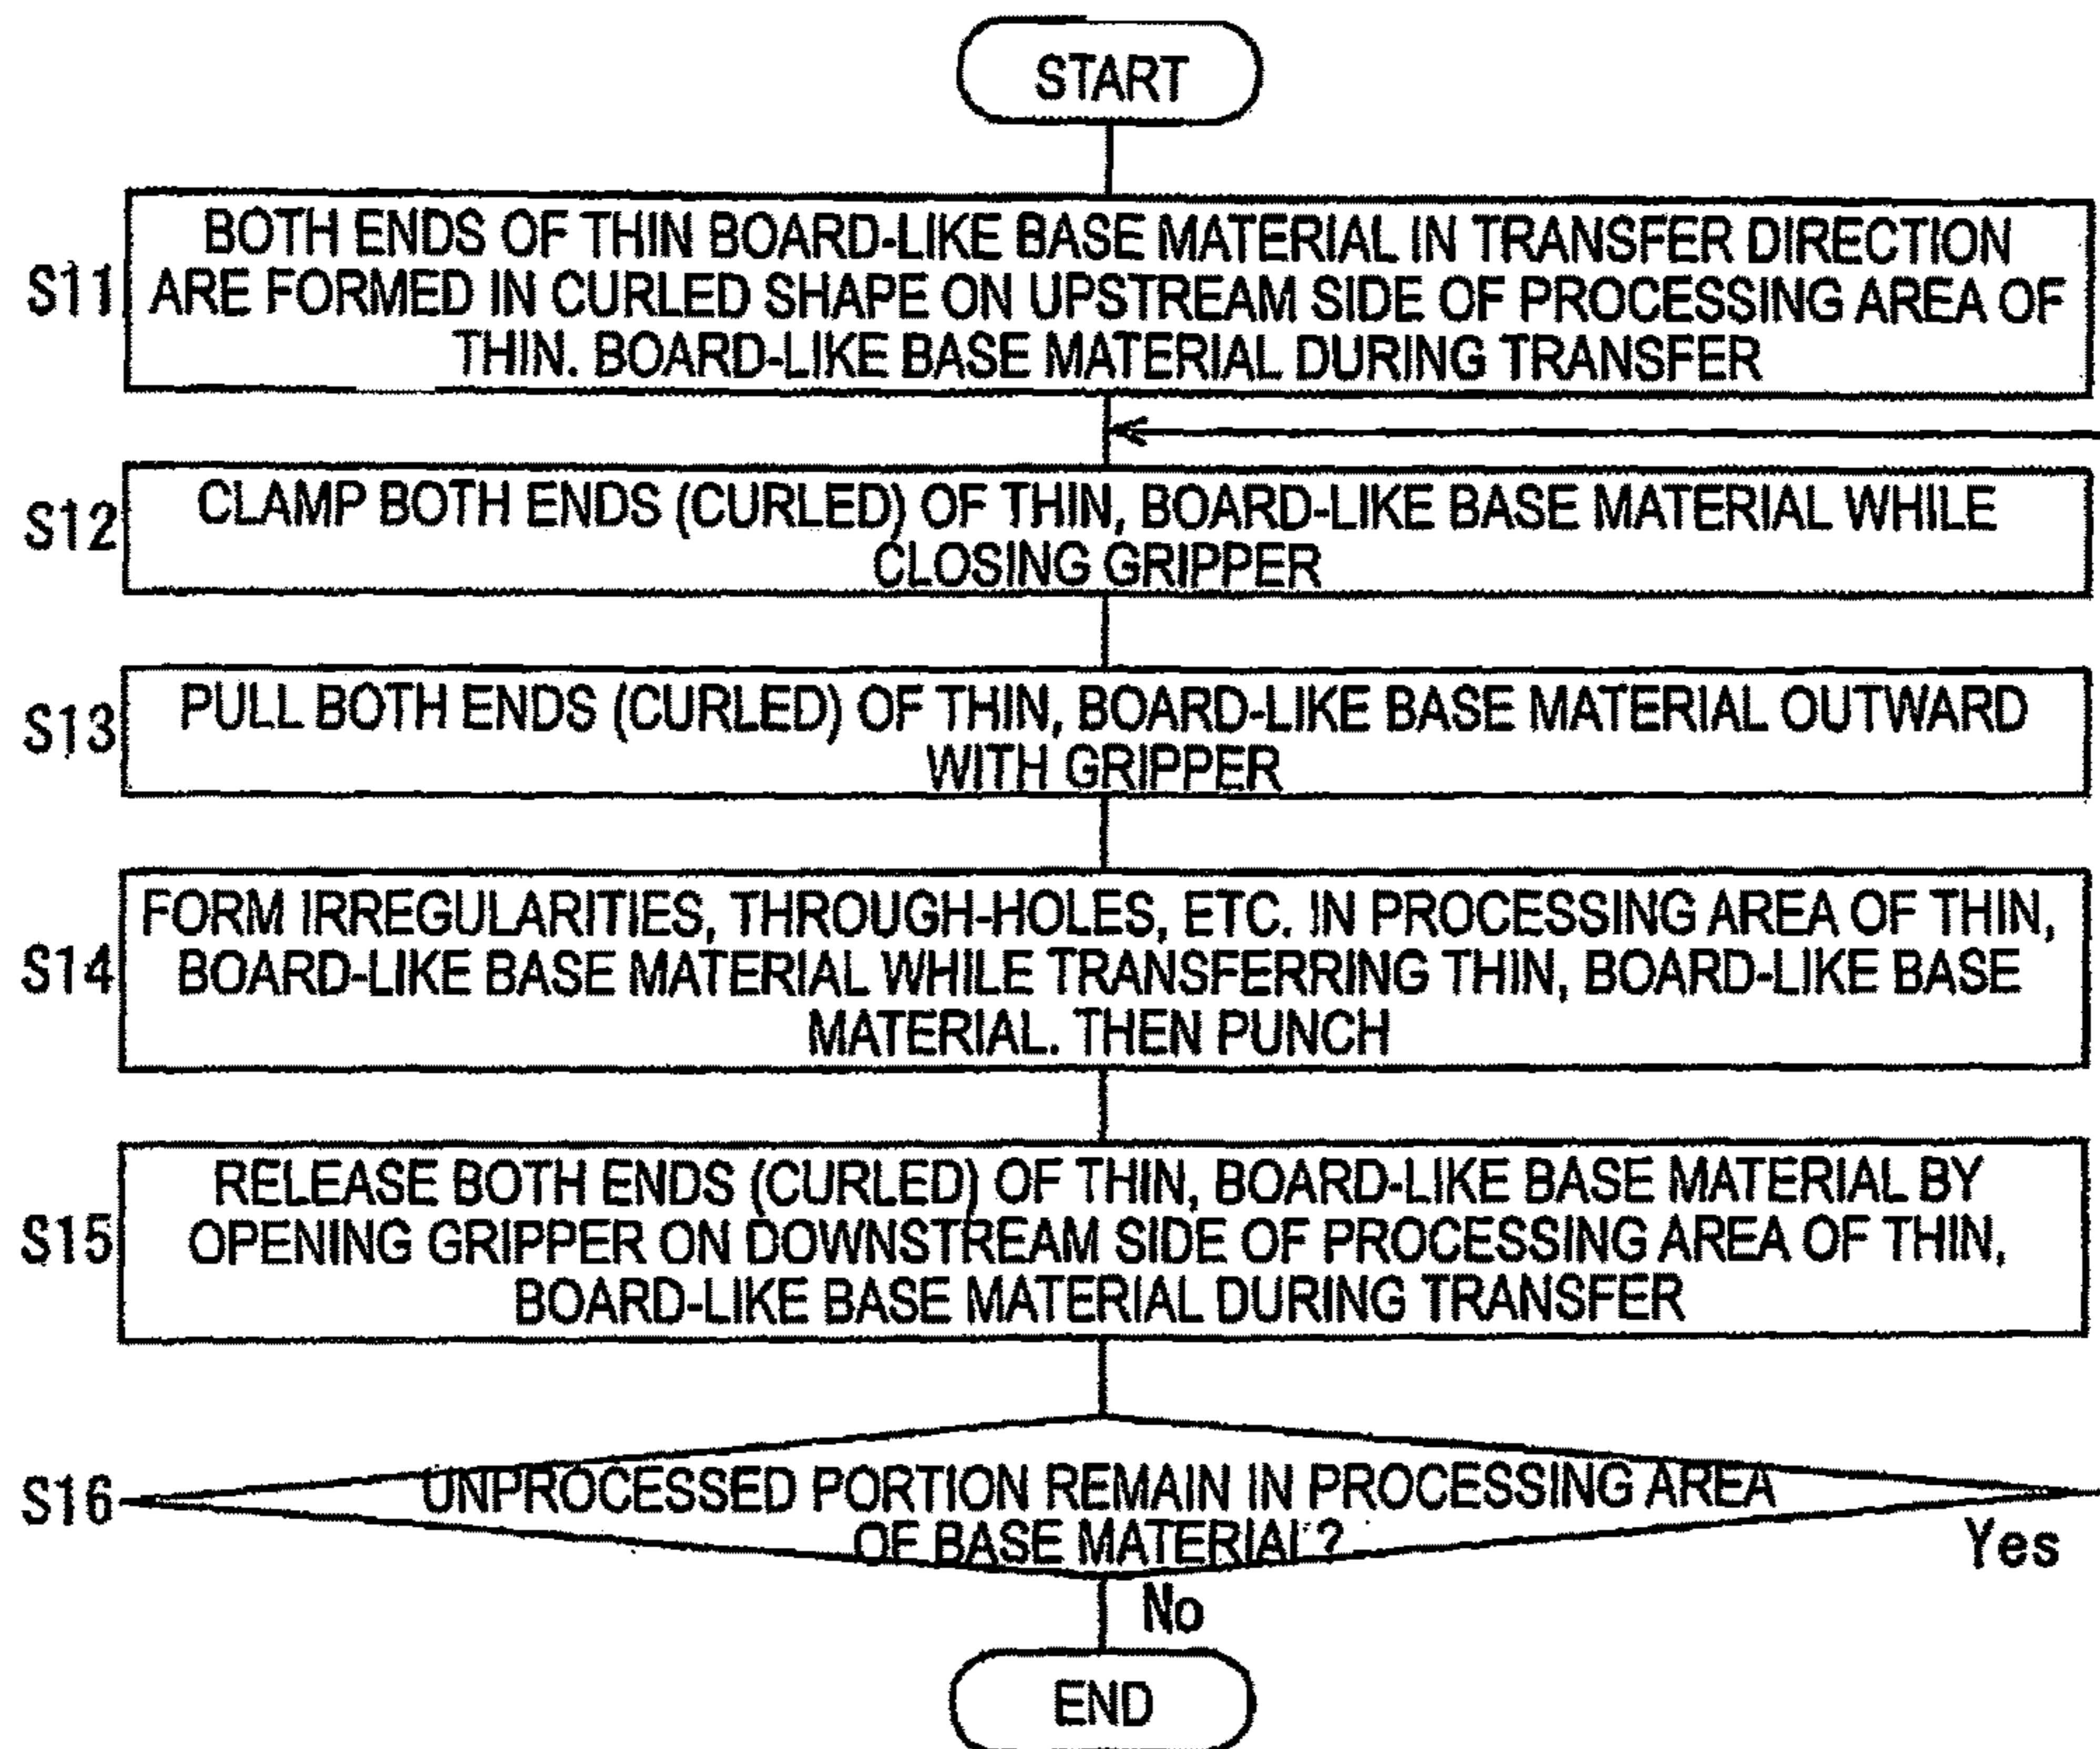 START
S11
BOTH ENDS OF THIN BOARD-LIKE BASE MATERIAL IN TRANSFER DIRECTION
ARE FORMED IN CURLED SHAPE ON UPSTREAM SIDE OF PROCESSING AREA OF
THIN. BOARD-LIKE BASE MATERIAL DURING TRANSFER
S12
CLAMP BOTH ENDS (CURLED) OF THIN, BOARD-LIKE BASE MATERIAL WHILE
CLOSING GRIPPER
S13
PULL BOTH ENDS (CURLED) OF THIN, BOARD-LIKE BASE MATERIAL OUTWARD
WITH GRIPPER
S14
FORM IRREGULARITIES, THROUGH-HOLES, ETC. IN PROCESSING AREA OF THIN,
BOARD-LIKE BASE MATERIAL WHILE TRANSFERRING THIN, BOARD-LIKE BASE
MATERIAL. THEN PUNCH
S15
RELEASE BOTH ENDS (CURLED) OF THIN, BOARD-LIKE BASE MATERIAL BY
OPENING GRIPPER ON DOWNSTREAM SIDE OF PROCESSING AREA OF THIN,
BOARD-LIKE BASE MATERIAL DURING TRANSFER
S16
UNPROCESSED PORTION REMAIN IN PROCESSING AREA
OF BASE MATERIAL?
Yes
No
END